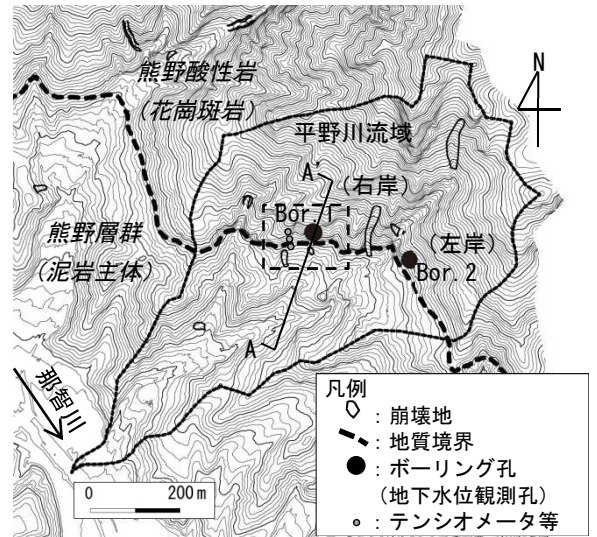 熊野酸性岩
(花崗斑岩)
N
平野川流域
A'
(右岸)
Bor.1
熊野層群
(泥岩主体)
(左岸)
Bor.2
A
那智川
凡例
：崩壊地
：地質境界
：ボーリング孔
(地下水位観測孔)
：テンシオメータ等
0 200m